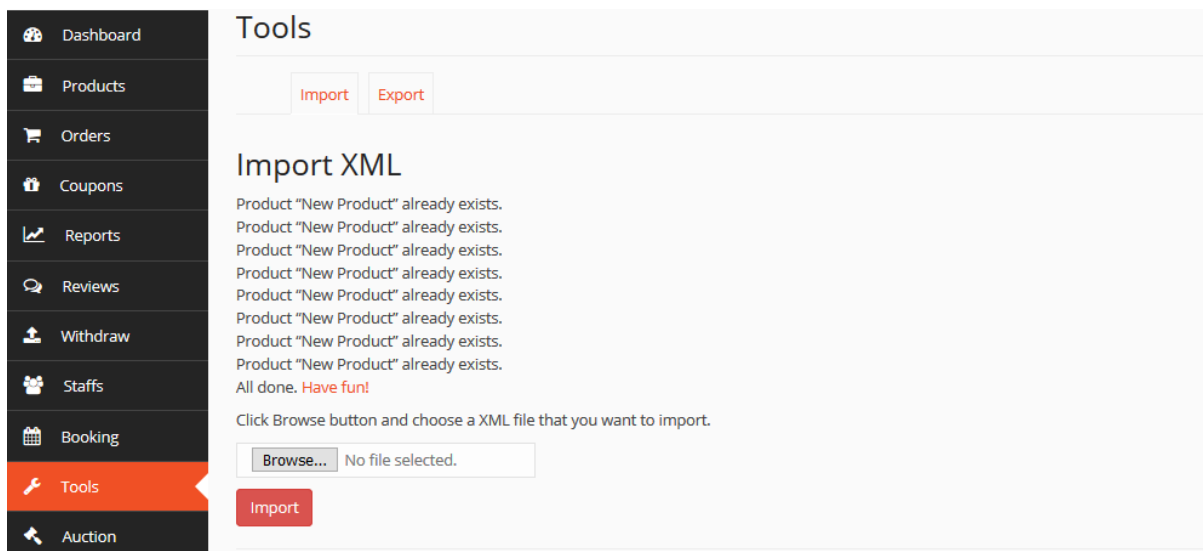 Dashboard
Products
Orders
Coupons
Reports
Reviews
Withdraw
Staffs
Booking
Tools
Auction
Tools
Import Export
Import XML
Product “New Product” already exists.
Product “New Product” already exists.
Product “New Product” already exists.
Product “New Product” already exists.
Product “New Product” already exists.
Product “New Product” already exists.
Product “New Product” already exists.
Product “New Product” already exists.
All done. Have fun!
Click Browse button and choose a XML file that you want to import.
Browse... No file selected.
Import